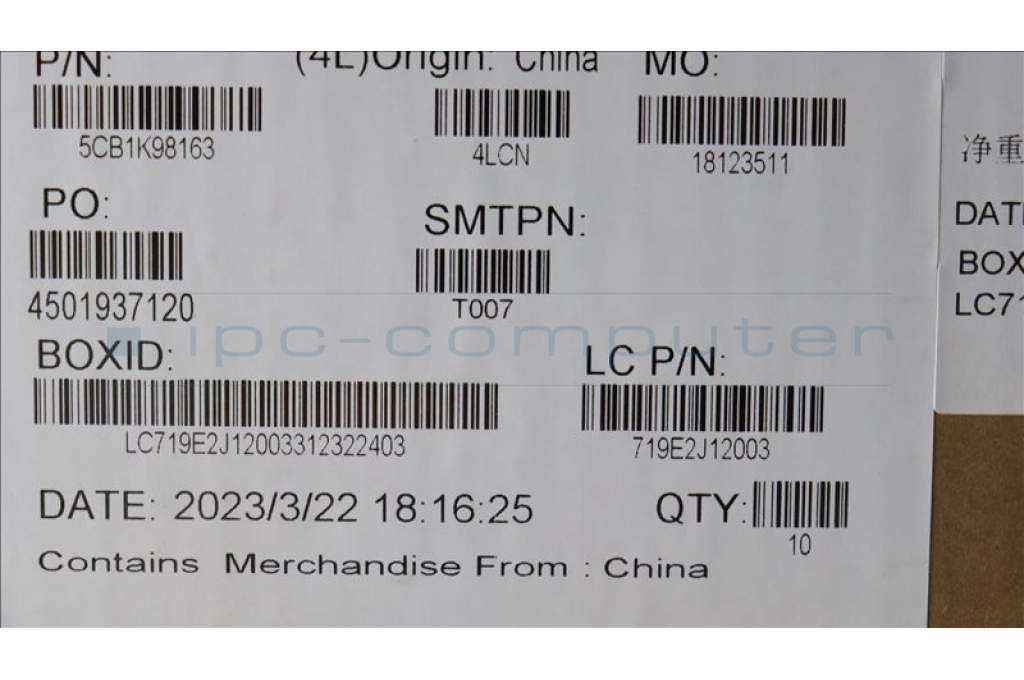 P/N:
(4L)Origin: China
MO:
5CB1K98163
4LCN
18123511
PO:
SMTPN:
4501937120
T007
BOXID:
LC P/N:
LC719E2J12003312322403
719E2J12003
DATE: 2023/3/22 18:16:25
QTY:
10
Contains Merchandise From : China
净重
DAT
BOX
LC71
ipc-computer